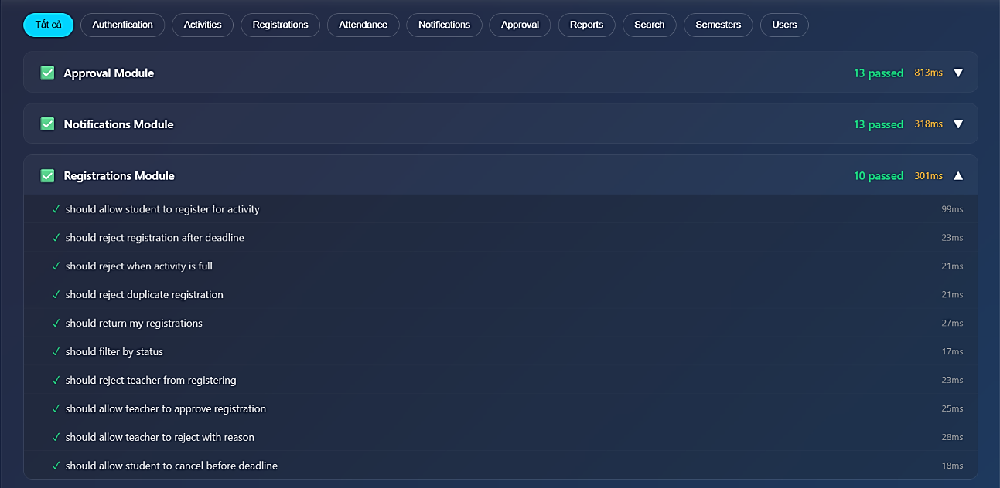 Tất cả Authentication Activities Registrations Attendance Notifications Approval Reports Search Semesters Users
Approval Module 13 passed 813ms
Notifications Module 13 passed 318ms
Registrations Module 10 passed 301ms
should allow student to register for activity 99ms
should reject registration after deadline 23ms
should reject when activity is full 21ms
should reject duplicate registration 21ms
should return my registrations 27ms
should filter by status 17ms
should reject teacher from registering 23ms
should allow teacher to approve registration 25ms
should allow teacher to reject with reason 28ms
should allow student to cancel before deadline 18ms